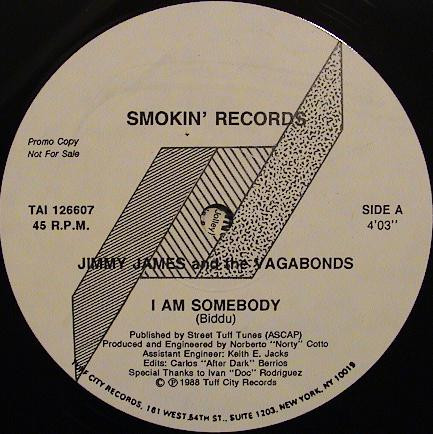 SMOKIN' RECORDS
Promo Copy
Not For Sale
TAI 126607
45 R.P.M.
SIDE A
4'03''
JIMMY JAMES and the VAGABONDS
I AM SOMEBODY
(Biddu)
Published by Street Tuff Tunes (ASCAP)
Produced and Engineered by Norberto "Norty" Cotto
Assistant Engineer: Keith E. Jacks
Edits: Carlos "After Dark" Berrios
Special Thanks to Ivan "Doc" Rodriguez
© ℗ 1988 Tuff City Records
TUFF CITY RECORDS, 161 WEST 54TH ST., SUITE 1203, NEW YORK, NY 10019